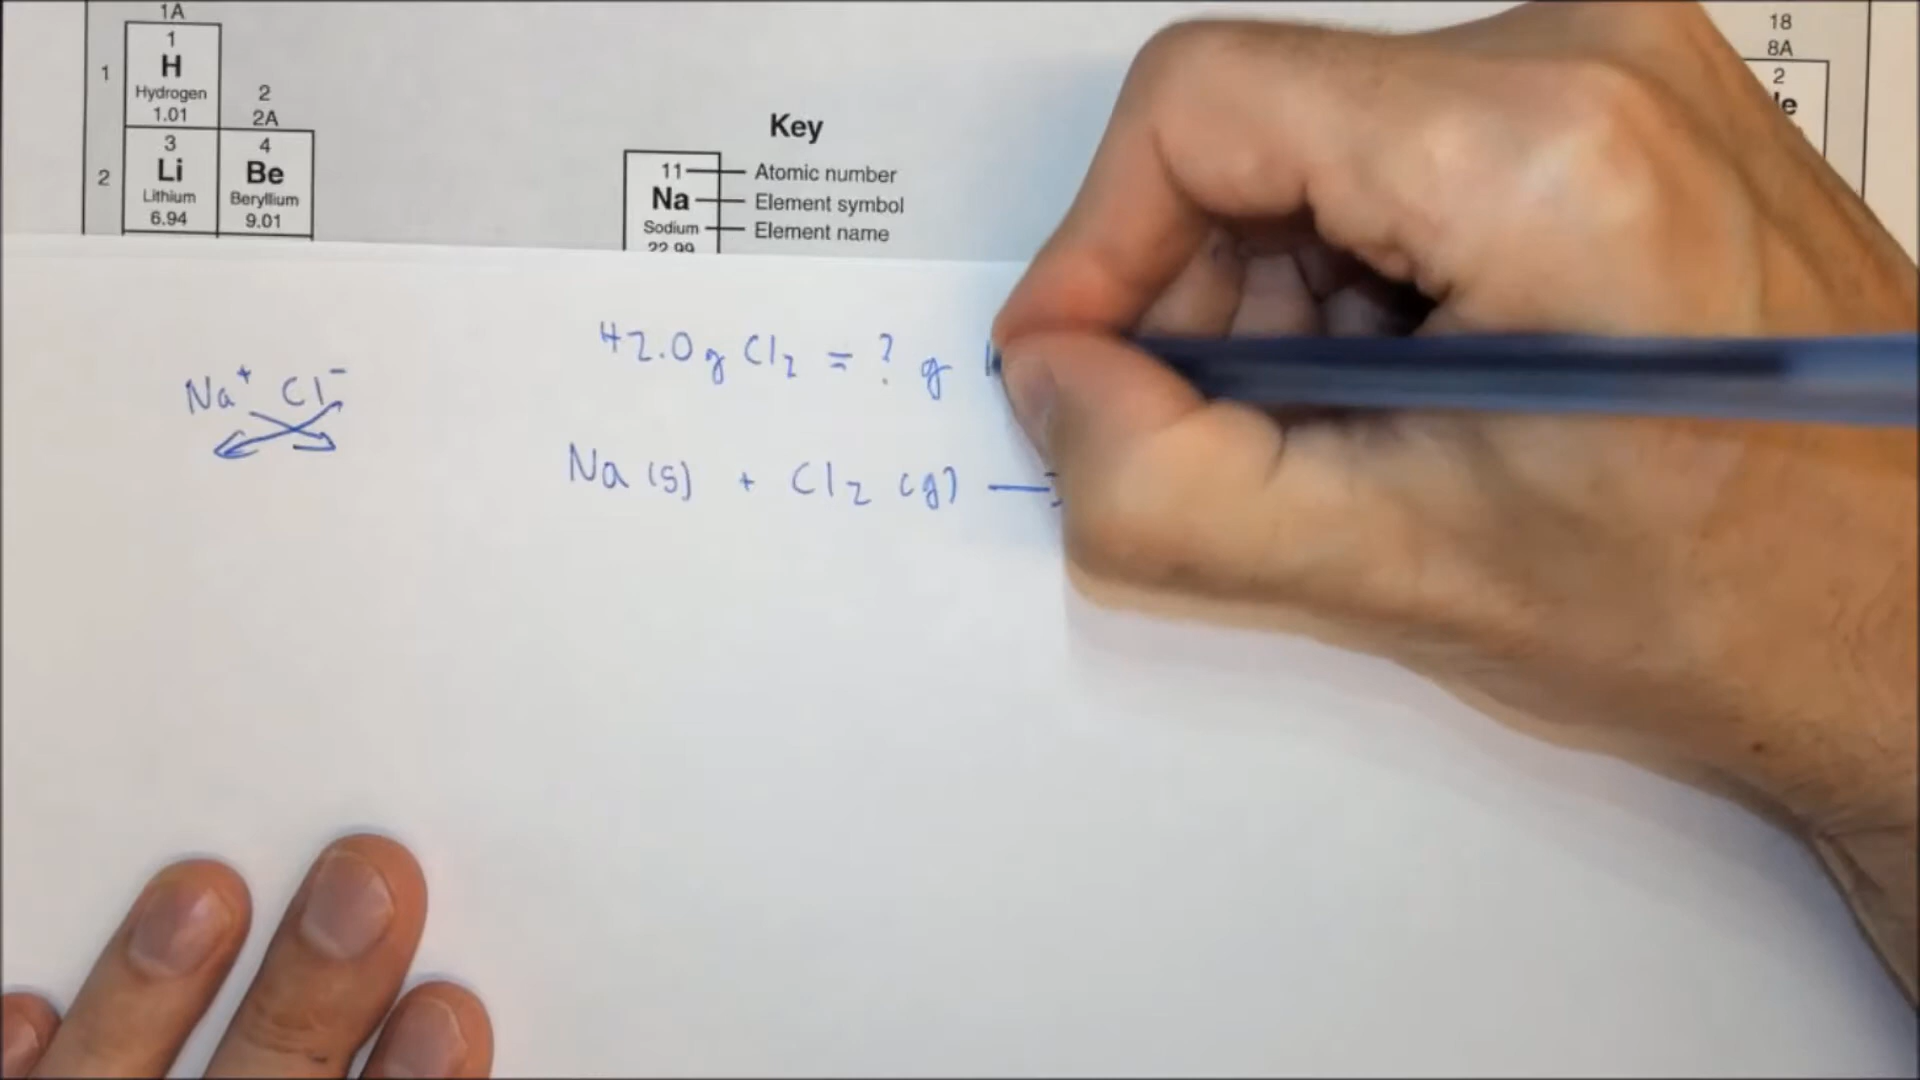 1A
1
H
Hydrogen
1.01
1
2
2A
3
Li
Lithium
6.94
4
Be
Beryllium
9.01
2
Key
11 Atomic number
Na Element symbol
Sodium Element name
22.99
18
8A
2
Na⁺ Cl⁻
42.0 g Cl₂ = ? g
Na (s) + Cl₂ (g) →